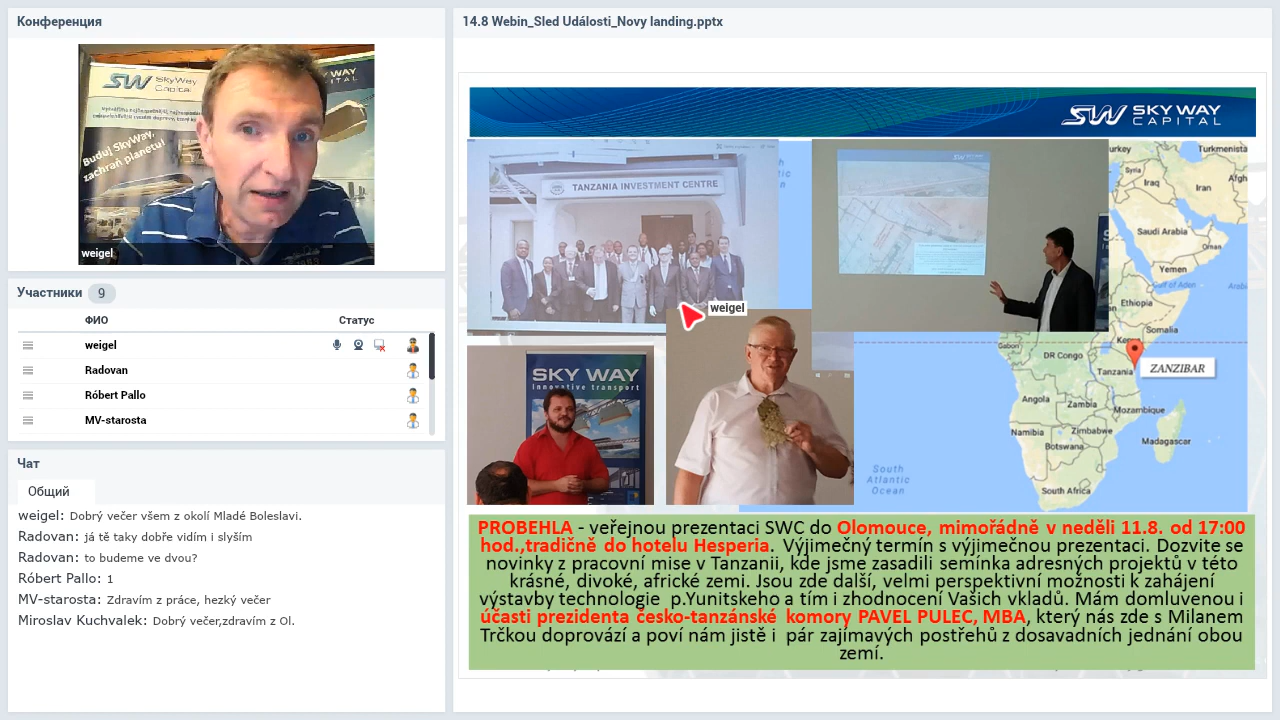 Конференция
SKYWAY
CAPITAL
Buduj SkyWay,
zachraň planetu!
weigel
Участники 9
ФИО Статус
weigel
Radovan
Róbert Pallo
MV-starosta
Чат
Общий
weigel: Dobrý večer všem z okolí Mladé Boleslavi.
Radovan: já tě taky dobře vidím i slyším
Radovan: to budeme ve dvou?
Róbert Pallo: 1
MV-starosta: Zdravím z práce, hezký večer
Miroslav Kuchvalek: Dobrý večer,zdravím z Ol.
14.8 Webin_Sled Události_Novy landing.pptx
SW SKY WAY
CAPITAL
TANZANIA INVESTMENT CENTRE
weigel
SKY WAY
innovative transport
Turkmenista
Syria
Iraq
Iran
Saudi Arabia
Oman
Yemen
Gulf of Aden
Ethiopia
Somalia
Gabon
DR Congo
Tanzania
ZANZIBAR
Angola
Zambia
Mozambique
Namibia
Zimbabwe
Botswana
Madagascar
South
Atlantic
Ocean
South Africa
PROBEHLA - veřejnou prezentaci SWC do Olomouce, mimořádně v neděli 11.8. od 17:00
hod.,tradičně do hotelu Hesperia. Výjimečný termín s výjimečnou prezentaci. Dozvite se
novinky z pracovní mise v Tanzanii, kde jsme zasadili semínka adresných projektů v této
krásné, divoké, africké zemi. Jsou zde další, velmi perspektivní možnosti k zahájení
výstavby technologie p.Yunitskeho a tím i zhodnocení Vašich vkladů. Mám domluvenou i
účasti prezidenta česko-tanzánské komory PAVEL PULEC, MBA, který nás zde s Milanem
Trčkou doprovází a poví nám jistě i pár zajímavých postřehů z dosavadních jednání obou
zemí.